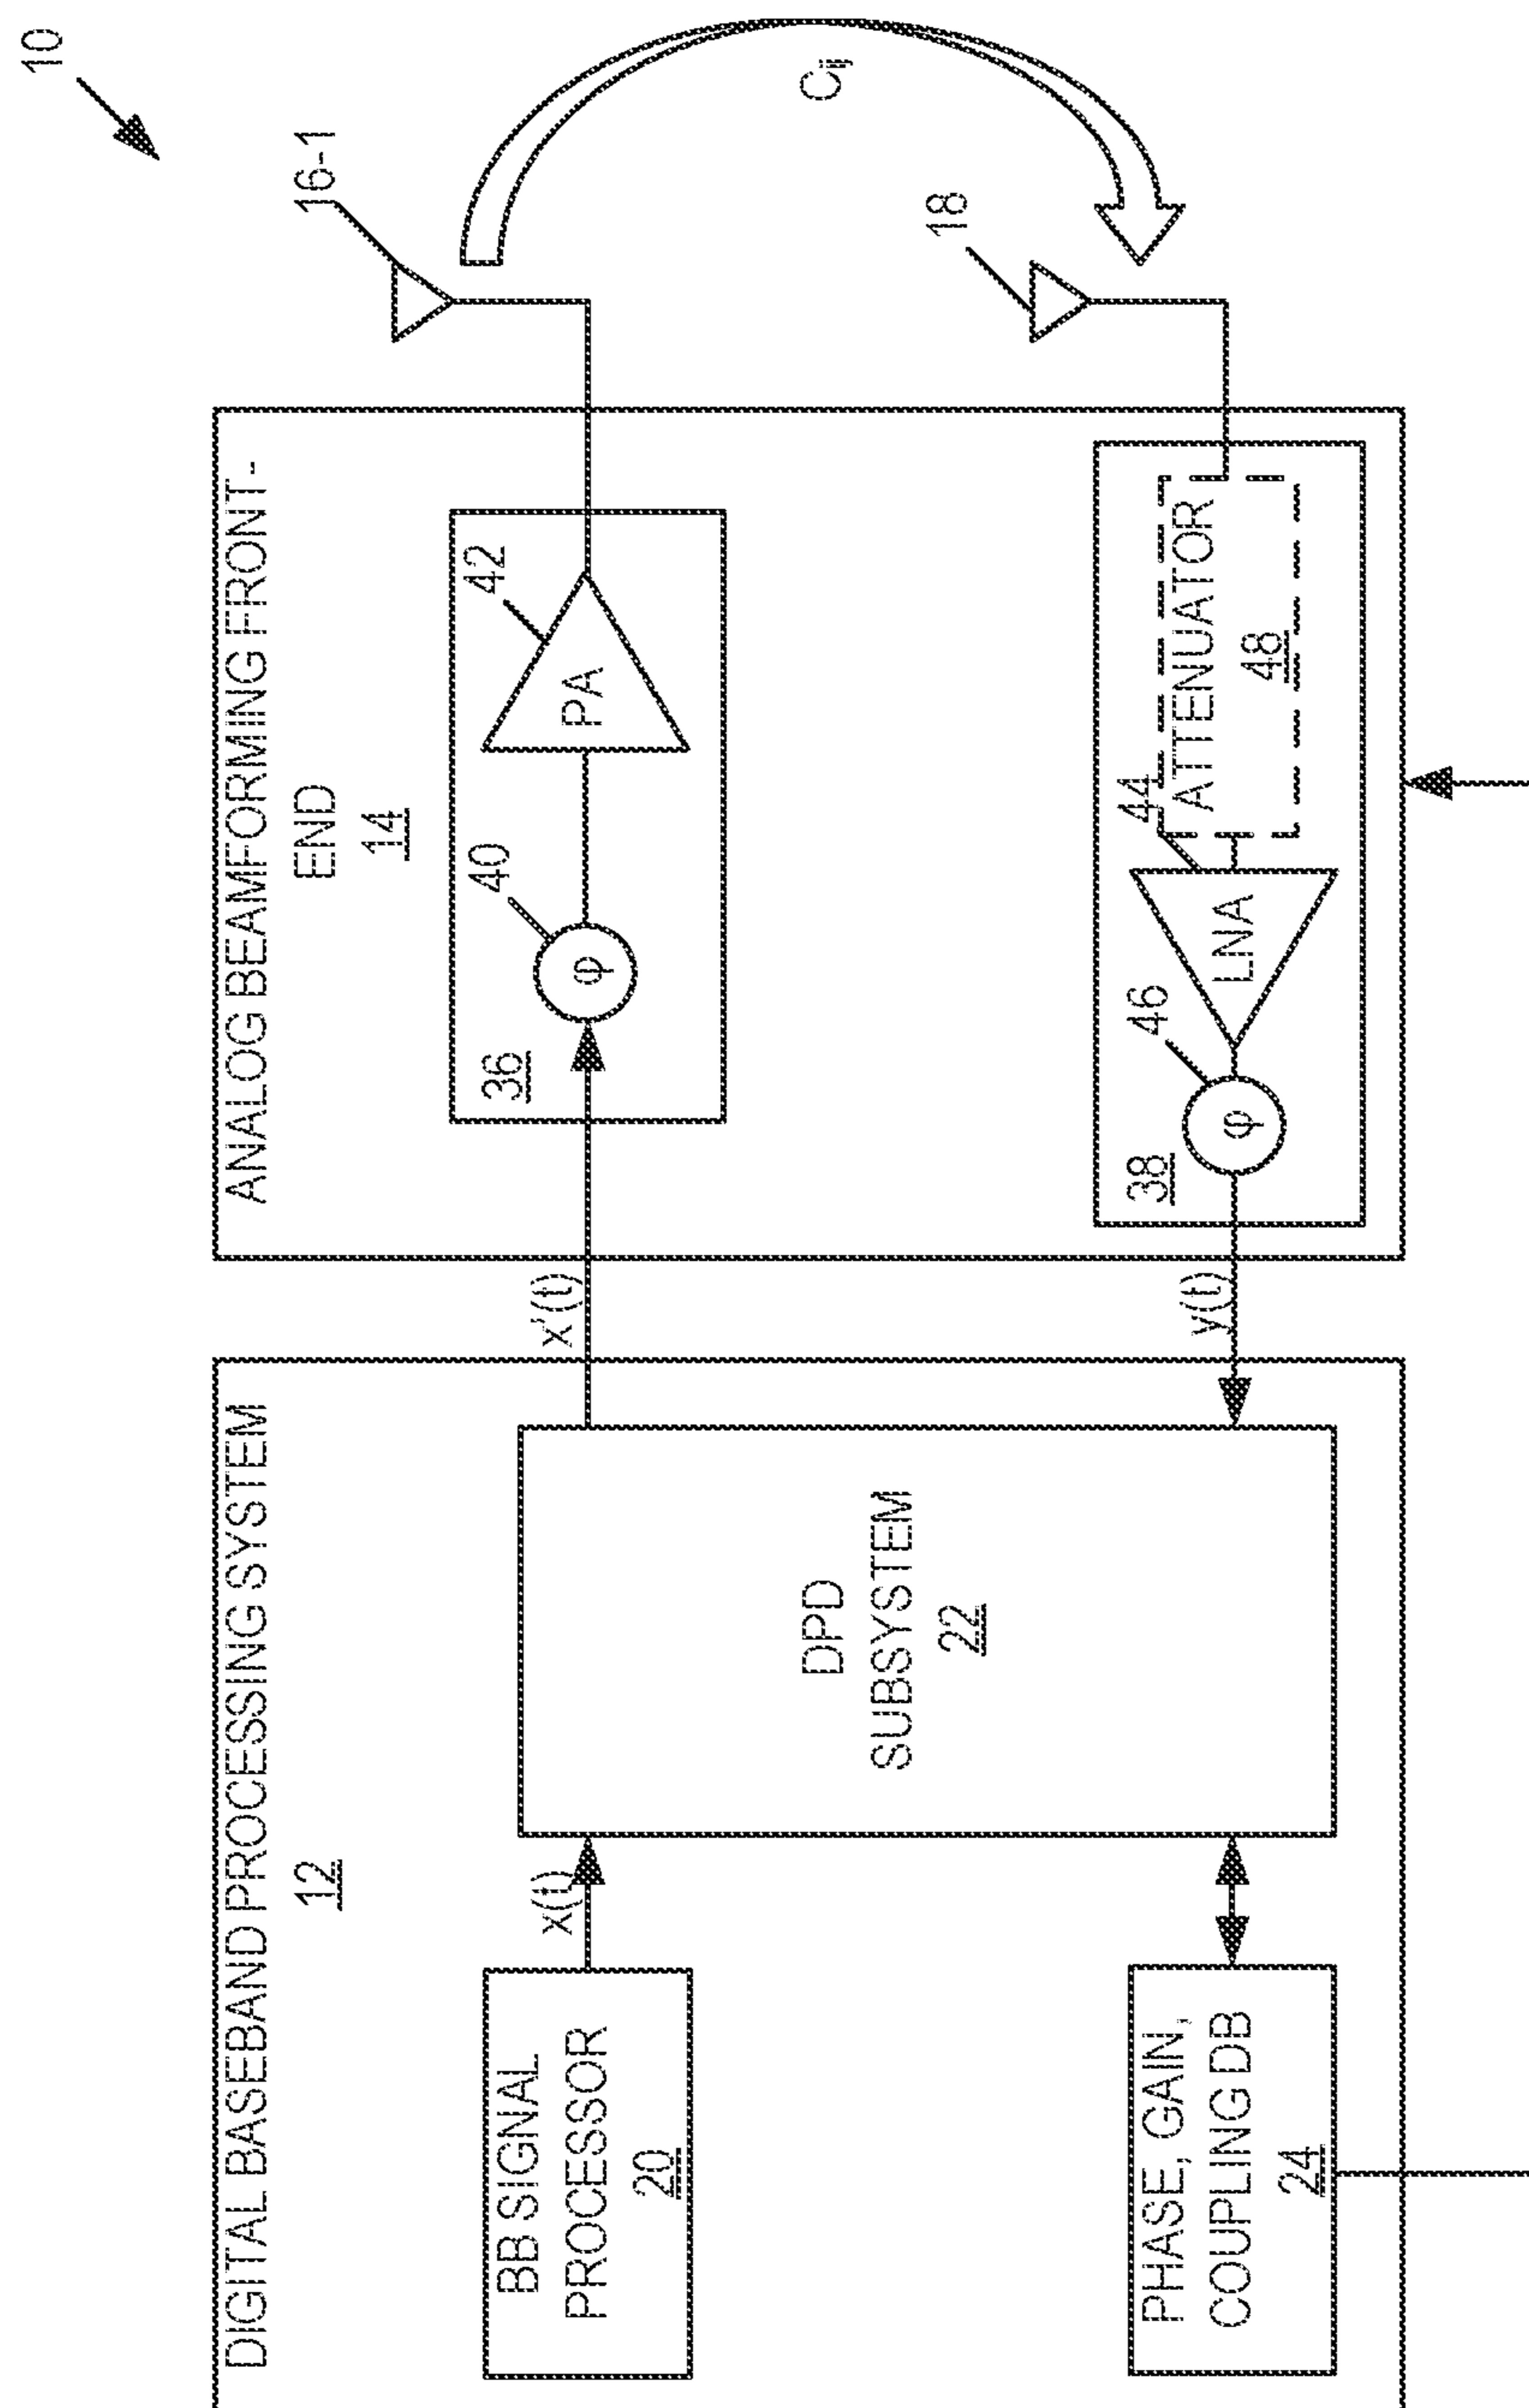 10
DIGITAL BASEBAND PROCESSING SYSTEM
12
BB SIGNAL
PROCESSOR
20
x(t)
DPD
SUBSYSTEM
22
PHASE, GAIN,
COUPLING DB
24
x'(t)
y(t)
ANALOG BEAMFORMING FRONT-
END
14
36
40
φ
42
PA
38
46
φ
44
LNA
ATTENUATOR
48
16-1
18